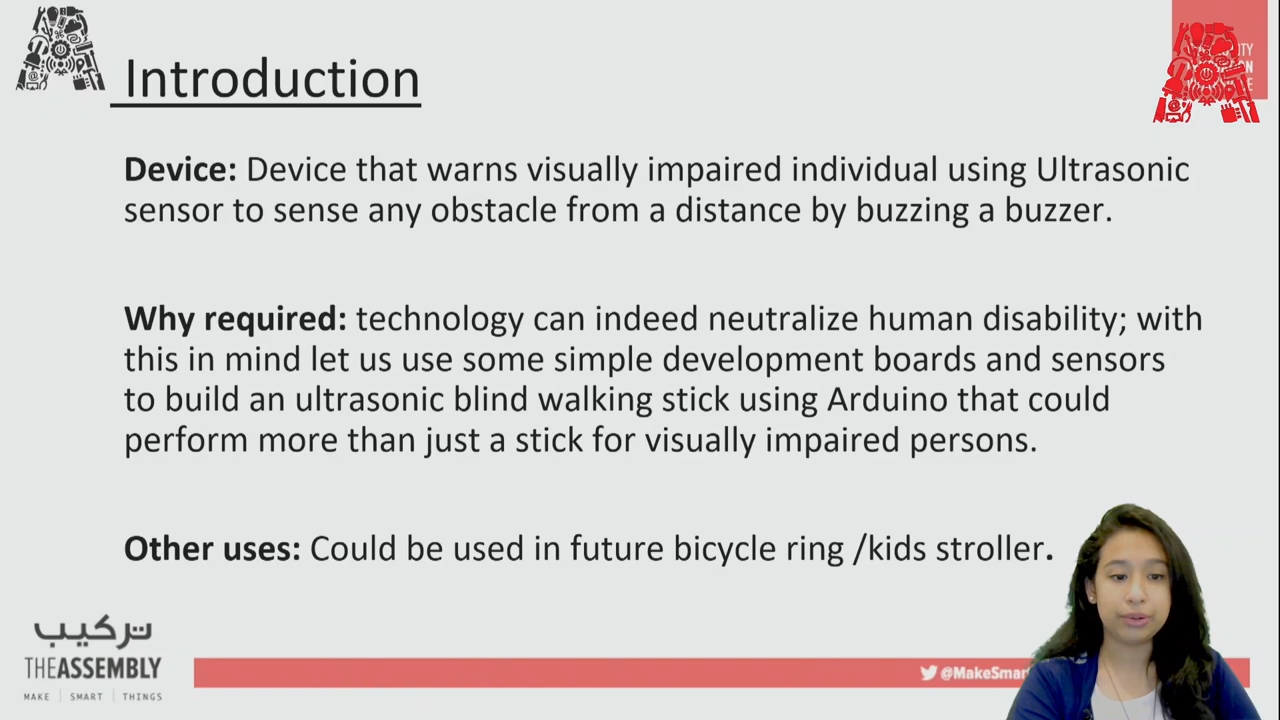 Introduction
Device: Device that warns visually impaired individual using Ultrasonic
sensor to sense any obstacle from a distance by buzzing a buzzer.
Why required: technology can indeed neutralize human disability; with
this in mind let us use some simple development boards and sensors
to build an ultrasonic blind walking stick using Arduino that could
perform more than just a stick for visually impaired persons.
Other uses: Could be used in future bicycle ring /kids stroller.
تركيب
THEASSEMBLY
MAKE | SMART | THINGS
@MakeSmar